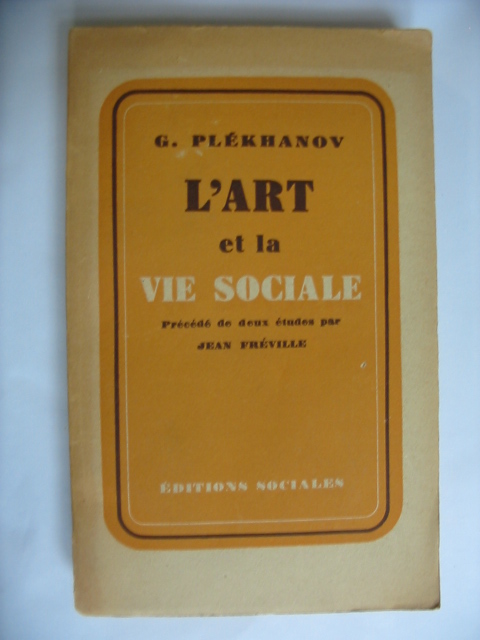 G. PLÉKHANOV
L'ART
et la
VIE SOCIALE
Précédé de deux études par
JEAN FRÉVILLE
ÉDITIONS SOCIALES